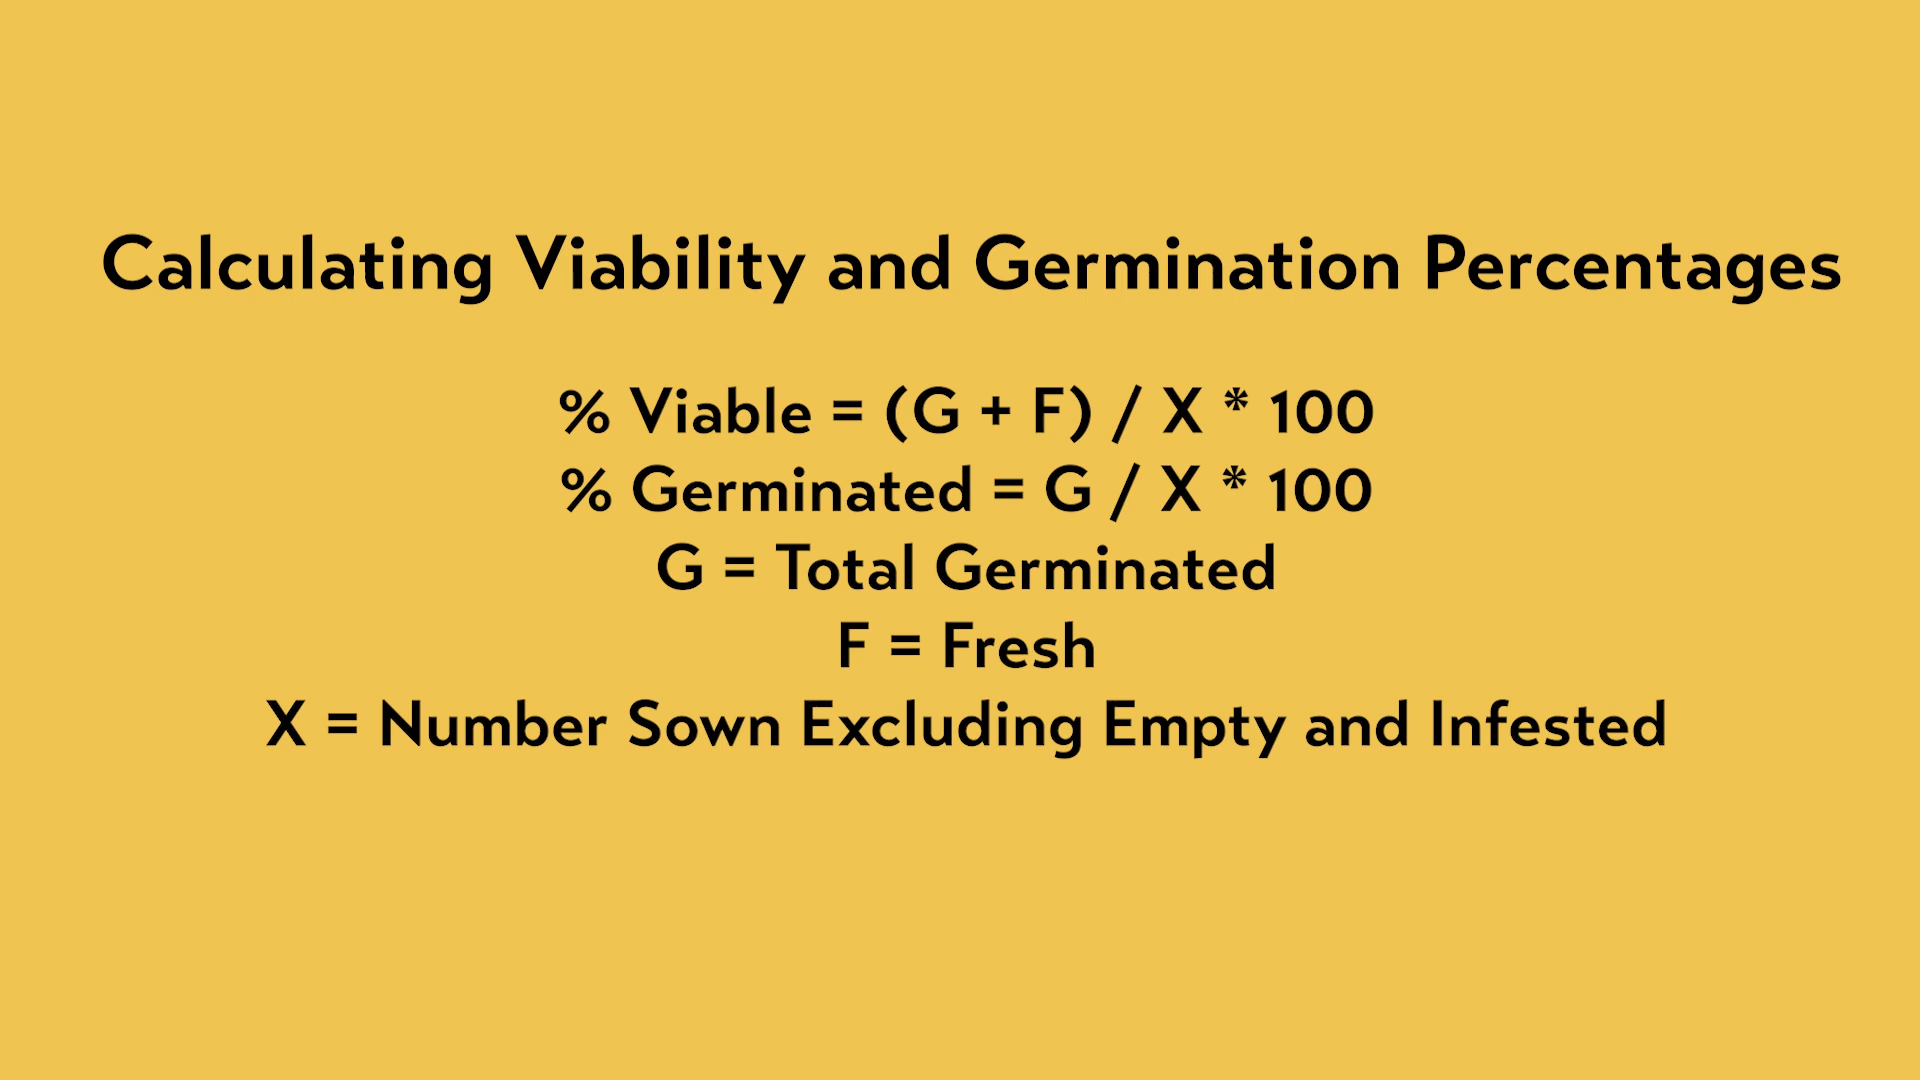 Calculating Viability and Germination Percentages
% Viable = (G + F) / X * 100
% Germinated = G / X * 100
G = Total Germinated
F = Fresh
X = Number Sown Excluding Empty and Infested